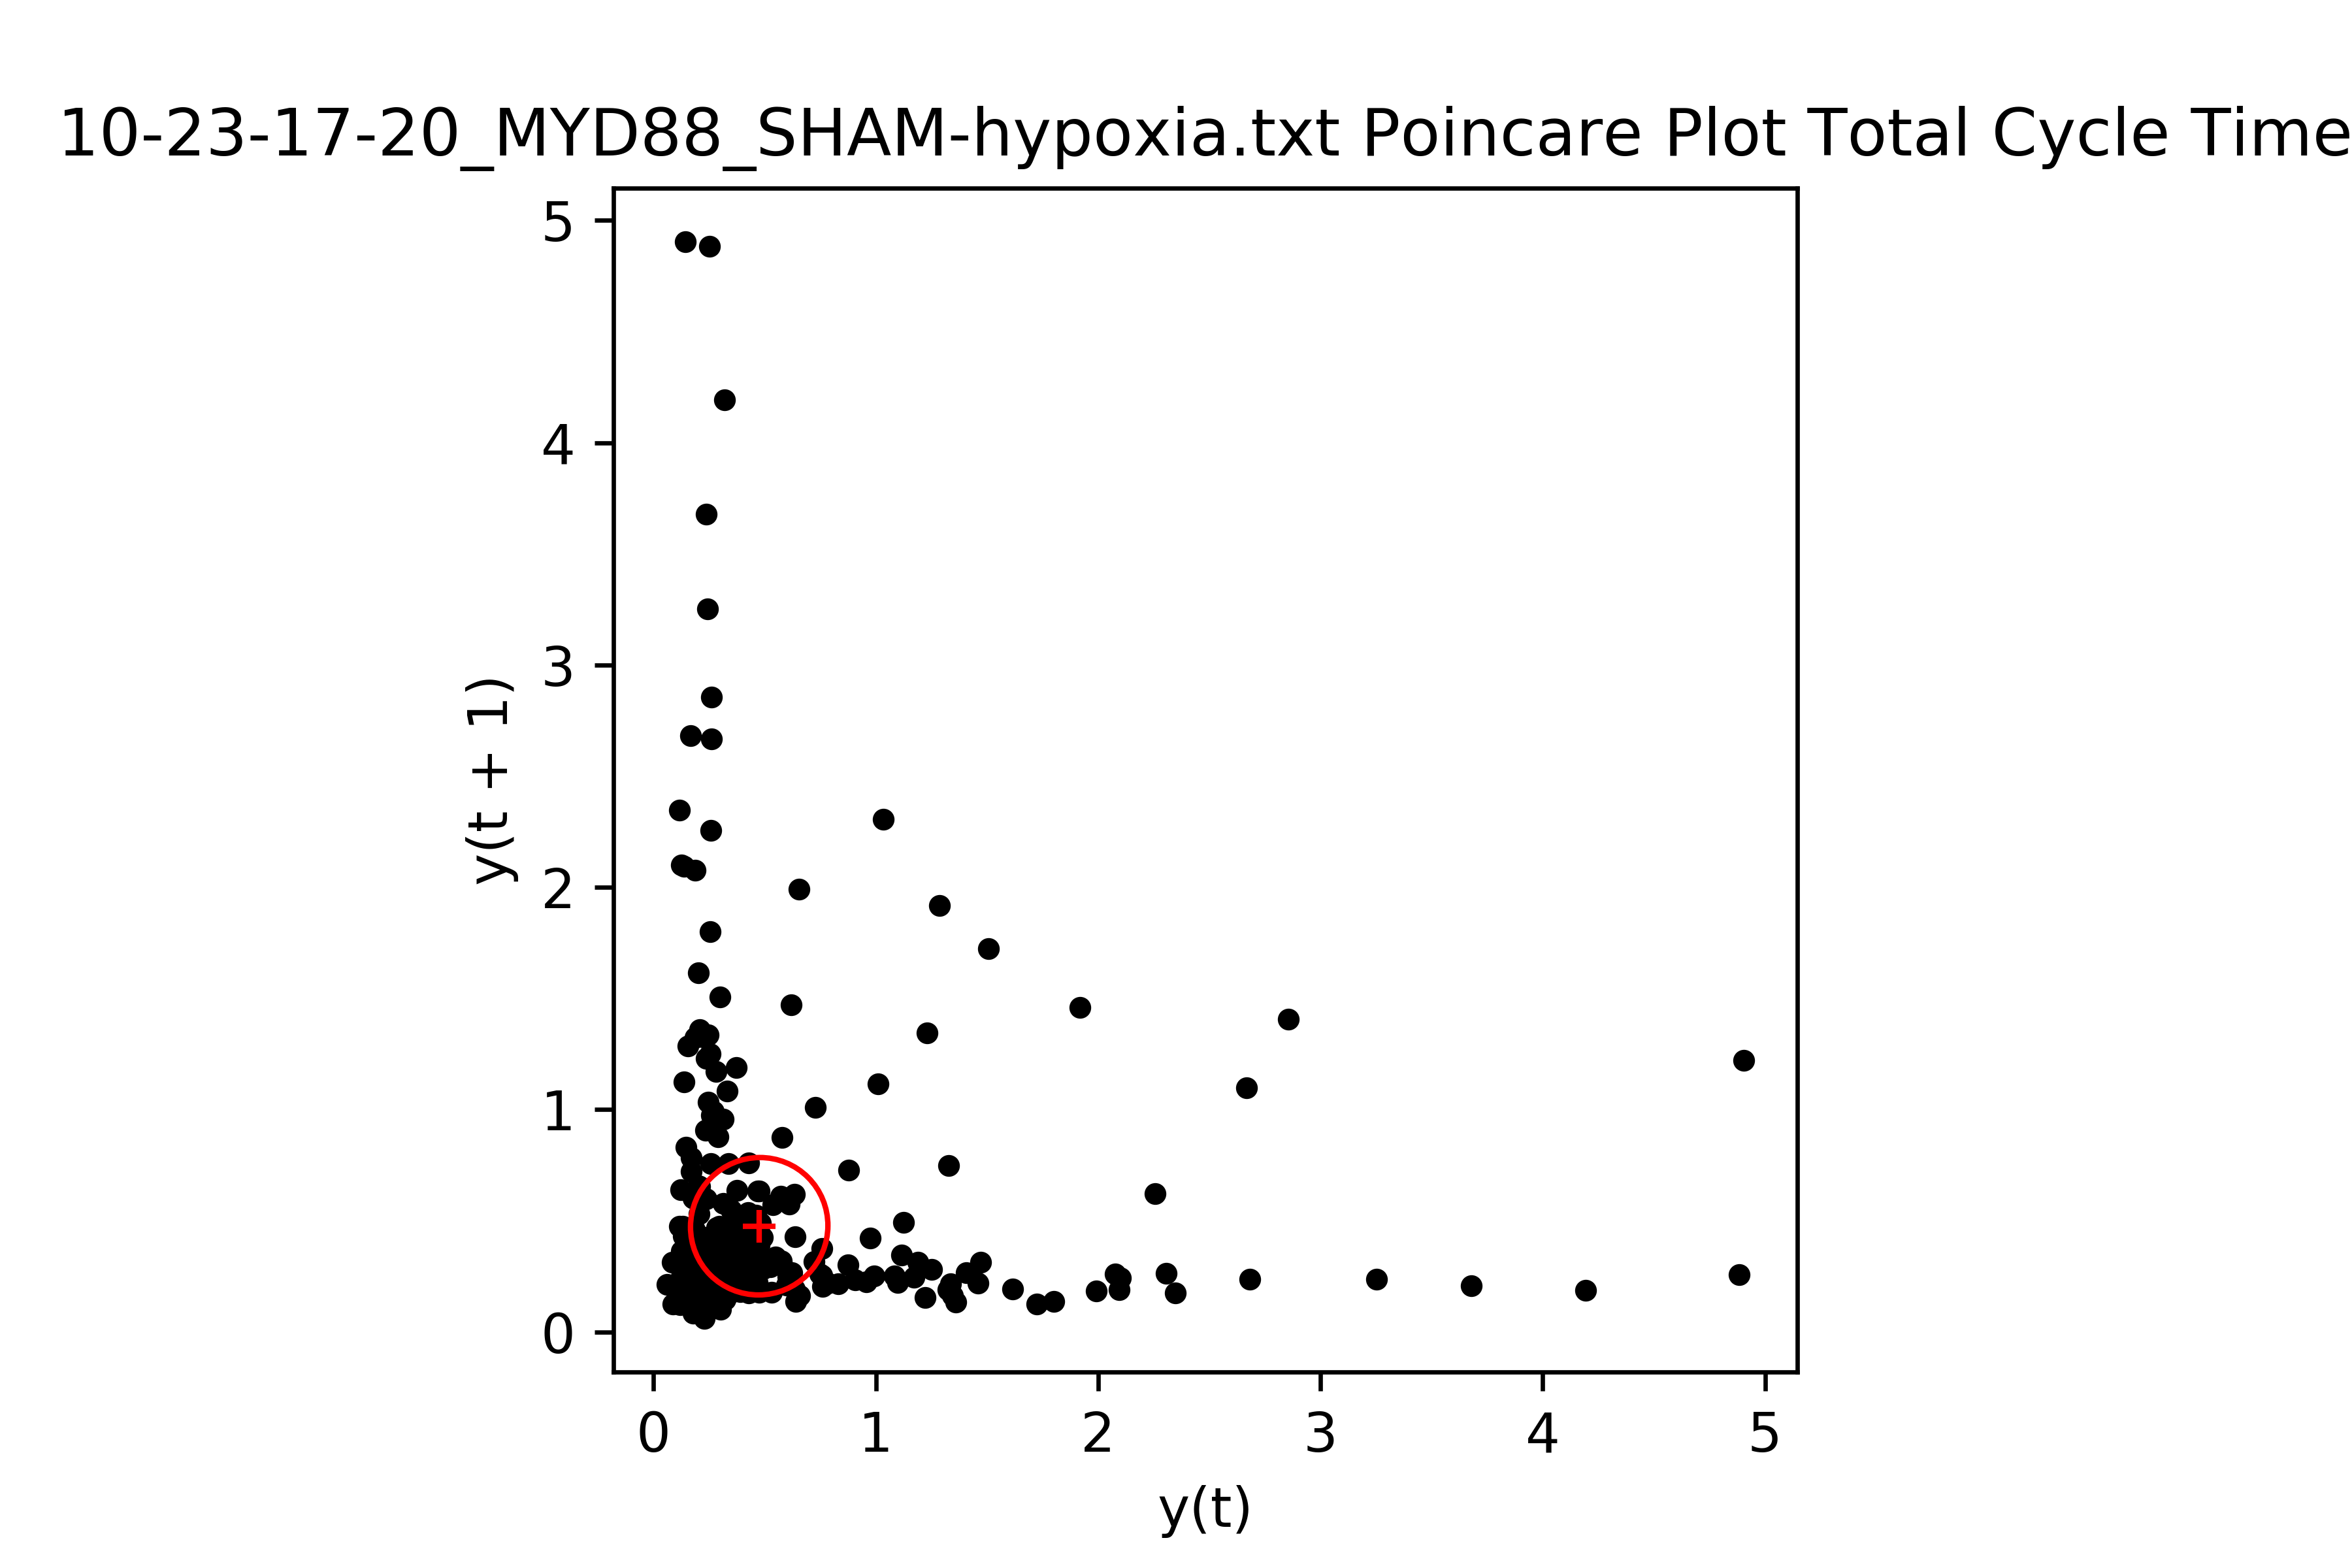 10-23-17-20_MYD88_SHAM-hypoxia.txt Poincare Plot Total Cycle Time
5
4
3
2
1
0
y(t + 1)
0 1 2 3 4 5
y(t)